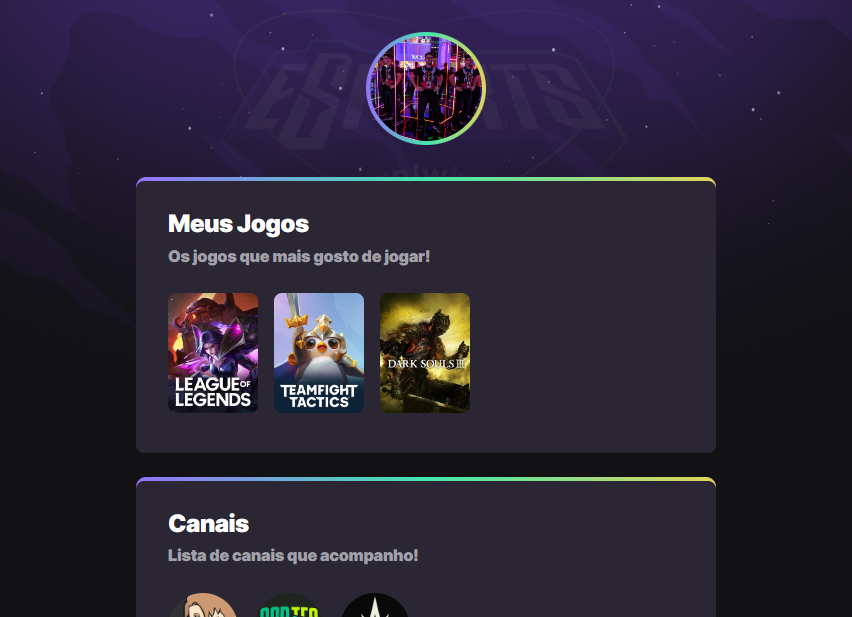 ESPORTS
Meus Jogos
Os jogos que mais gosto de jogar!
LEAGUE OF
LEGENDS
TEAMFIGHT
TACTICS
DARK SOULS III
Canais
Lista de canais que acompanho!